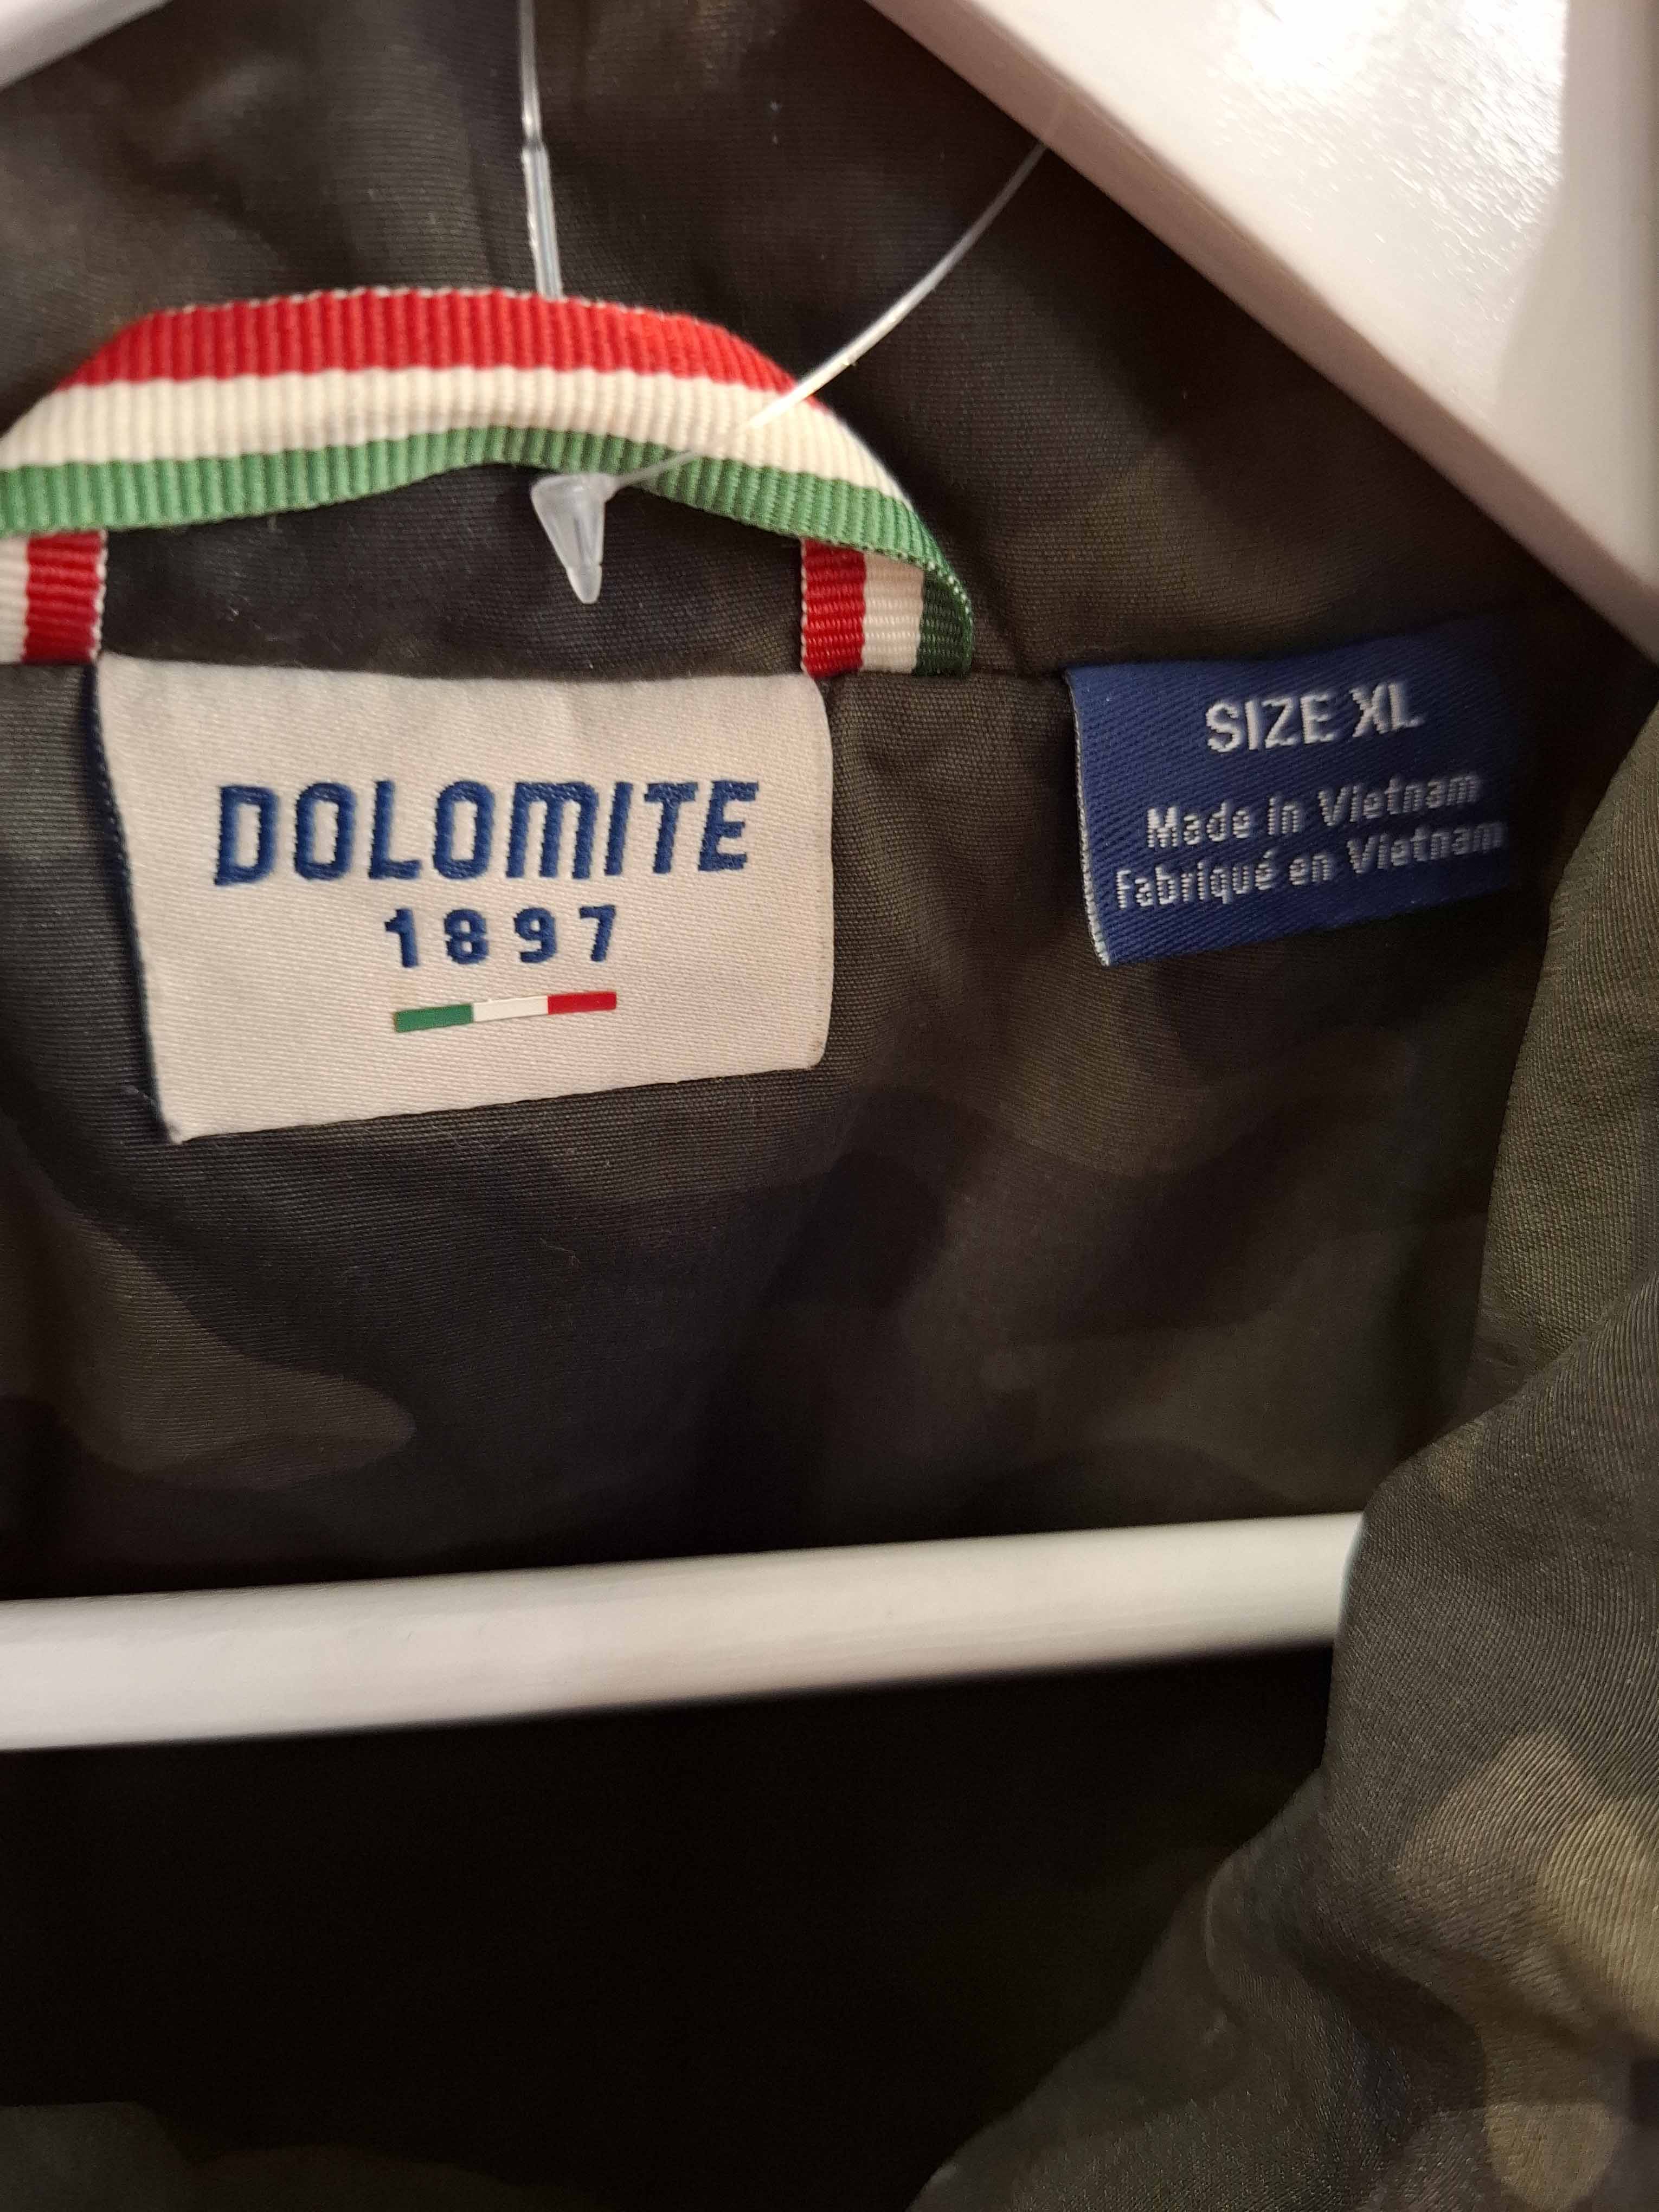 DOLOMITE
1897
SIZE XL
Made in Vietnam
Fabriqué en Vietnam